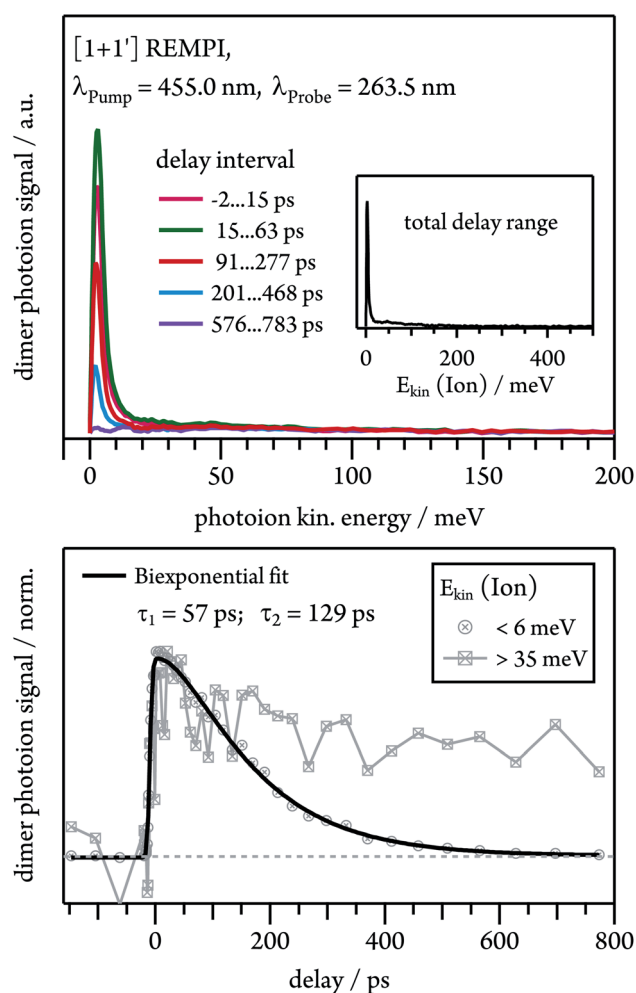 [1+1'] REMPI,
λPump = 455.0 nm, λProbe = 263.5 nm
dimer photoion signal / a.u.
delay interval
-2...15 ps
15...63 ps
91...277 ps
201...468 ps
576...783 ps
total delay range
0 200 400
Ekin (Ion) / meV
0 50 100 150 200
photoion kin. energy / meV
dimer photoion signal / norm.
Biexponential fit
τ1 = 57 ps; τ2 = 129 ps
Ekin (Ion)
< 6 meV
> 35 meV
0 200 400 600 800
delay / ps